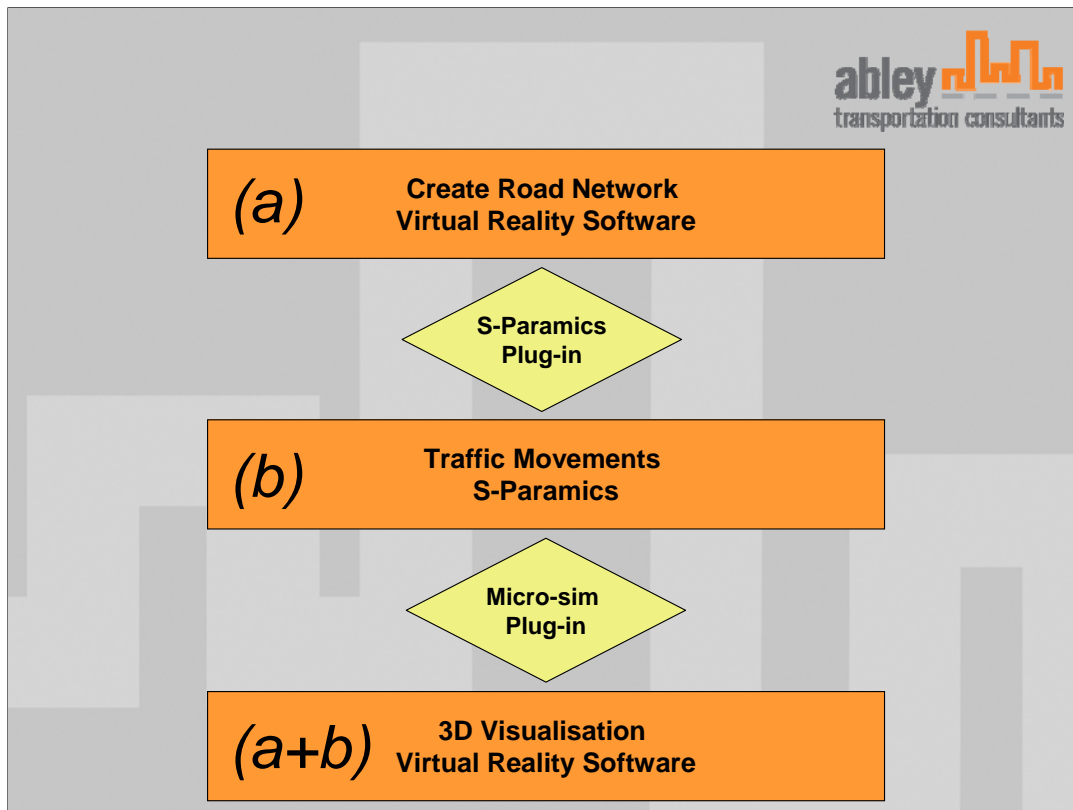 abley
transportation consultants
(a)
Create Road Network
Virtual Reality Software
S-Paramics
Plug-in
(b)
Traffic Movements
S-Paramics
Micro-sim
Plug-in
(a+b)
3D Visualisation
Virtual Reality Software